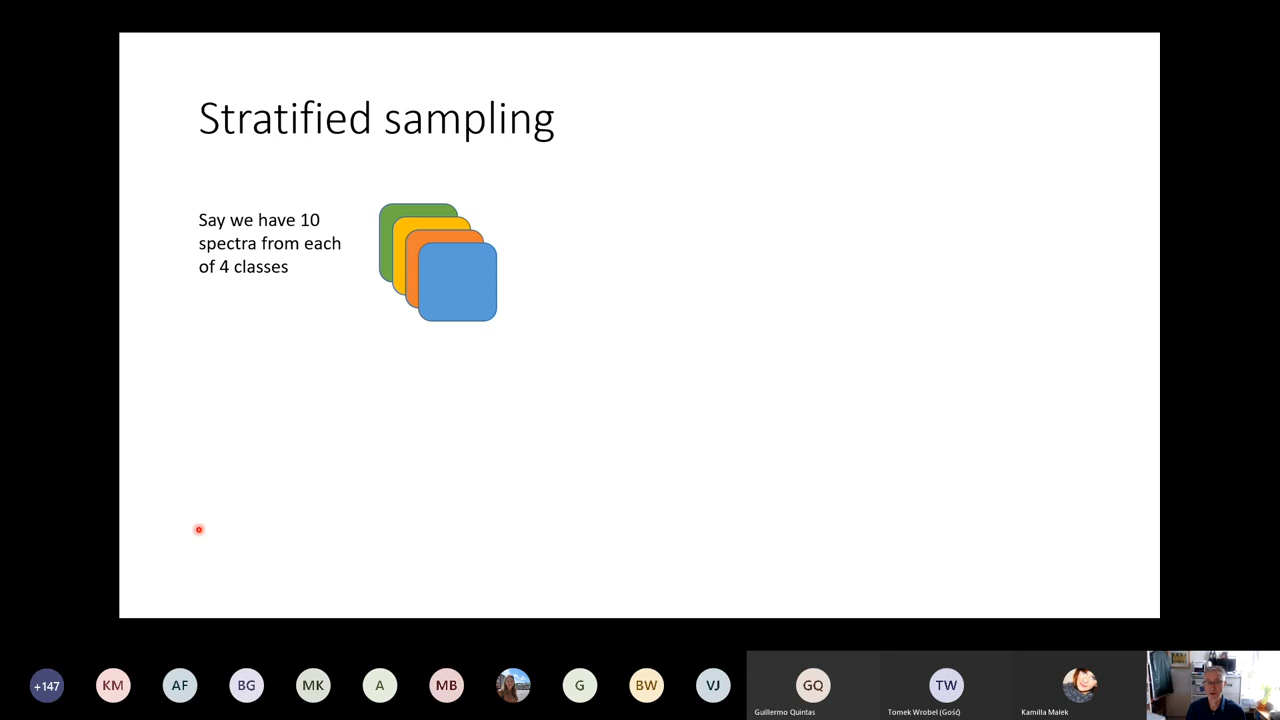 Stratified sampling
Say we have 10
spectra from each
of 4 classes
+147
KM
AF
BG
MK
A
MB
G
BW
VJ
GQ
TW
Guillermo Quintas
Tomek Wrobel (Gość)
Kamilla Małek